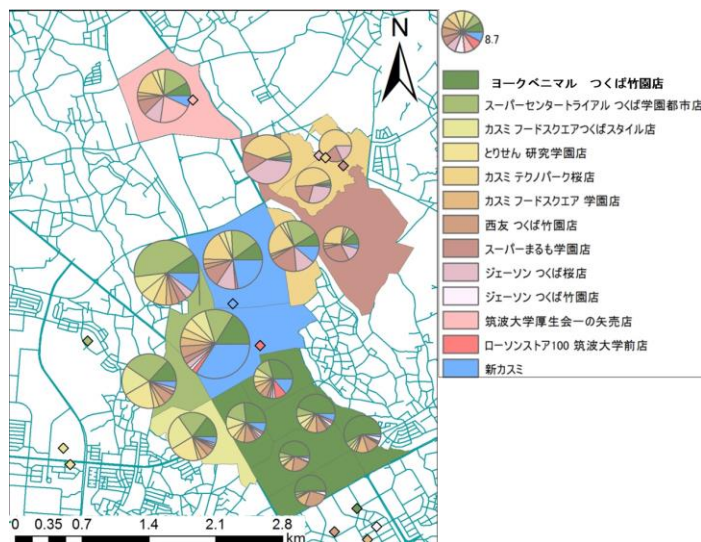 N
8.7
ヨークベニマル つくば竹園店
スーパーセンタートライアル つくば学園都市店
カスミ フードスクエアつくばスタイル店
とりせん 研究学園店
カスミ テクノパーク桜店
カスミ フードスクエア 学園店
西友 つくば竹園店
スーパーまるも学園店
ジェーソン つくば桜店
ジェーソン つくば竹園店
筑波大学厚生会一の矢売店
ローソンストア100 筑波大学前店
新カスミ
0 0.35 0.7 1.4 2.1 2.8
km